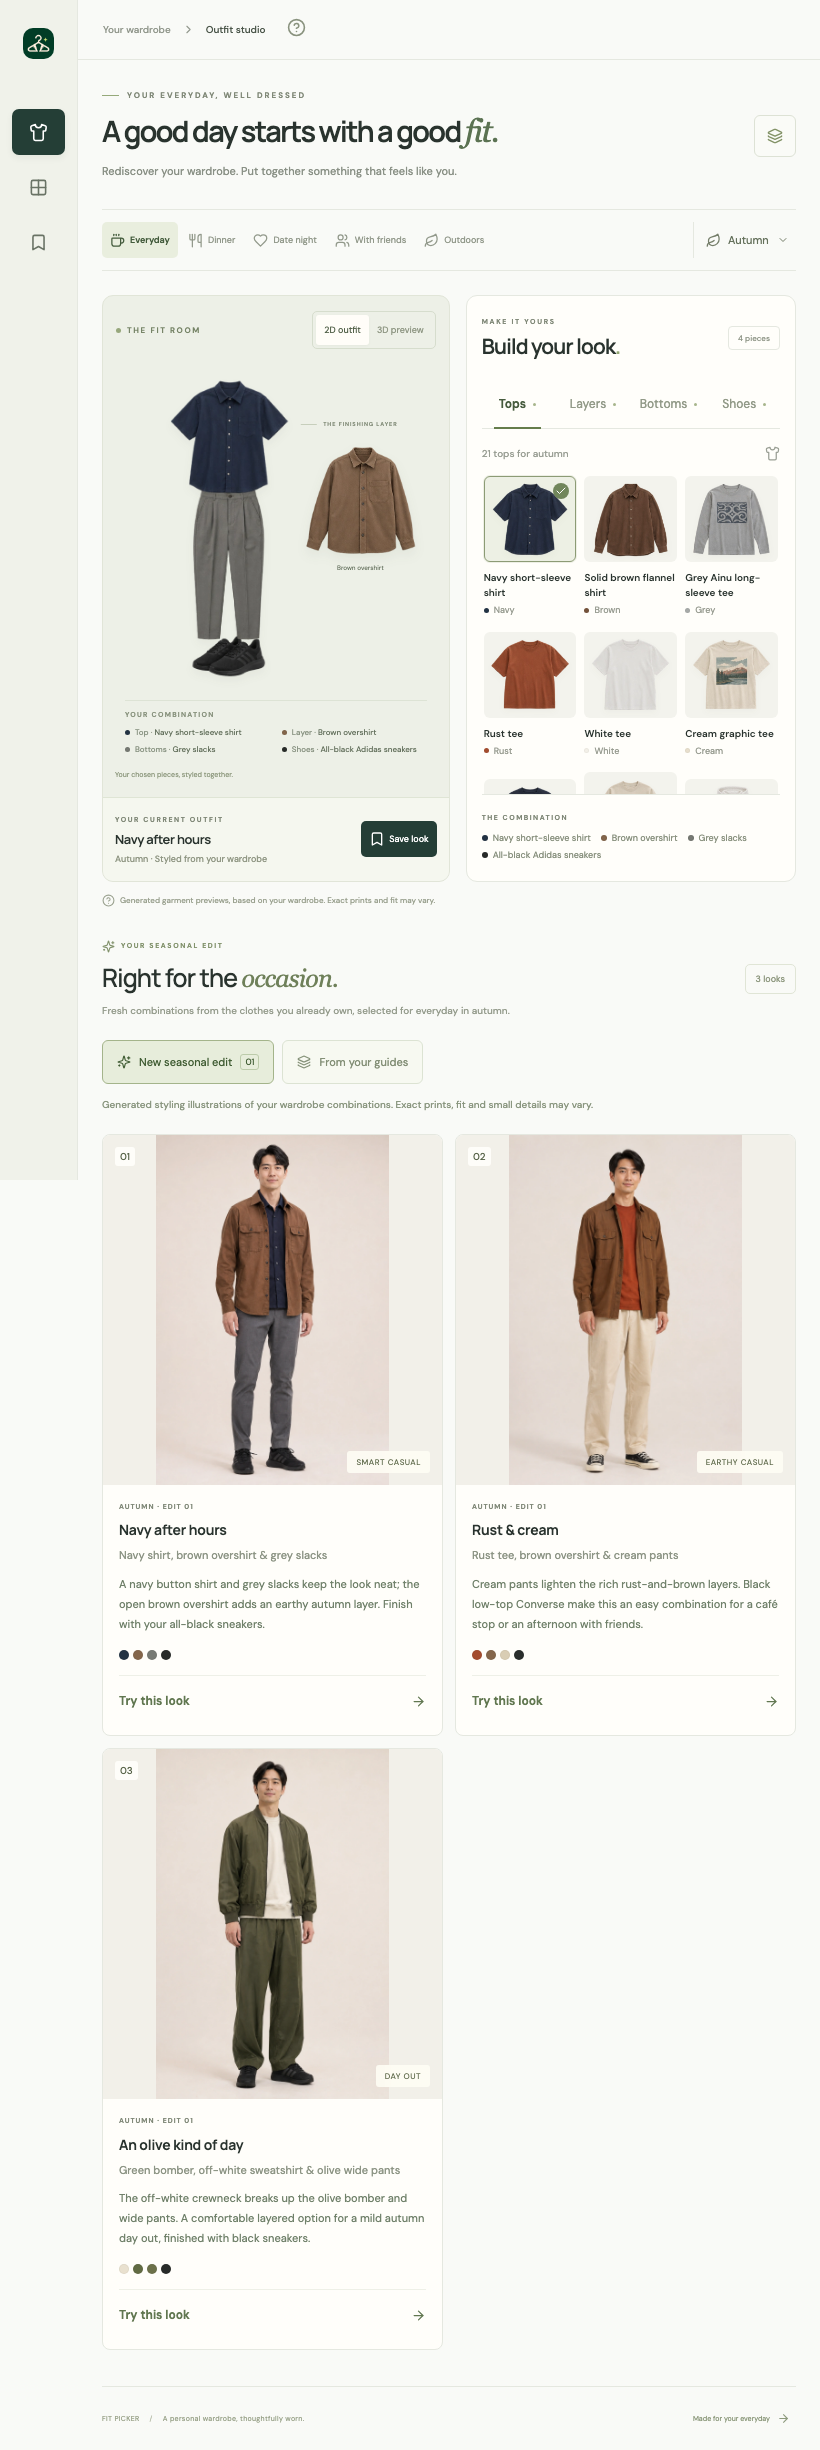 Your wardrobe
Outfit studio
YOUR EVERYDAY, WELL DRESSED
A good day starts with a good fit.
Rediscover your wardrobe. Put together something that feels like you.
Everyday
Dinner
Date night
With friends
Outdoors
Autumn
THE FIT ROOM
2D outfit
3D preview
THE FINISHING LAYER
Brown overshirt
YOUR COMBINATION
Top · Navy short-sleeve shirt
Layer · Brown overshirt
Bottoms · Grey slacks
Shoes · All-black Adidas sneakers
Your chosen pieces, styled together.
YOUR CURRENT OUTFIT
Navy after hours
Autumn · Styled from your wardrobe
Save look
MAKE IT YOURS
Build your look.
4 pieces
Tops
Layers
Bottoms
Shoes
21 tops for autumn
Navy short-sleeve
shirt
Navy
Solid brown flannel
shirt
Brown
Grey Ainu long-
sleeve tee
Grey
Rust tee
Rust
White tee
White
Cream graphic tee
Cream
THE COMBINATION
Navy short-sleeve shirt
Brown overshirt
Grey slacks
All-black Adidas sneakers
Generated garment previews, based on your wardrobe. Exact prints and fit may vary.
YOUR SEASONAL EDIT
Right for the occasion.
3 looks
Fresh combinations from the clothes you already own, selected for everyday in autumn.
New seasonal edit 01
From your guides
Generated styling illustrations of your wardrobe combinations. Exact prints, fit and small details may vary.
01
SMART CASUAL
AUTUMN · EDIT 01
Navy after hours
Navy shirt, brown overshirt & grey slacks
A navy button shirt and grey slacks keep the look neat; the
open brown overshirt adds an earthy autumn layer. Finish
with your all-black sneakers.
Try this look
02
EARTHY CASUAL
AUTUMN · EDIT 01
Rust & cream
Rust tee, brown overshirt & cream pants
Cream pants lighten the rich rust-and-brown layers. Black
low-top Converse make this an easy combination for a café
stop or an afternoon with friends.
Try this look
03
DAY OUT
AUTUMN · EDIT 01
An olive kind of day
Green bomber, off-white sweatshirt & olive wide pants
The off-white crewneck breaks up the olive bomber and
wide pants. A comfortable layered option for a mild autumn
day out, finished with black sneakers.
Try this look
FIT PICKER / A personal wardrobe, thoughtfully worn.
Made for your everyday